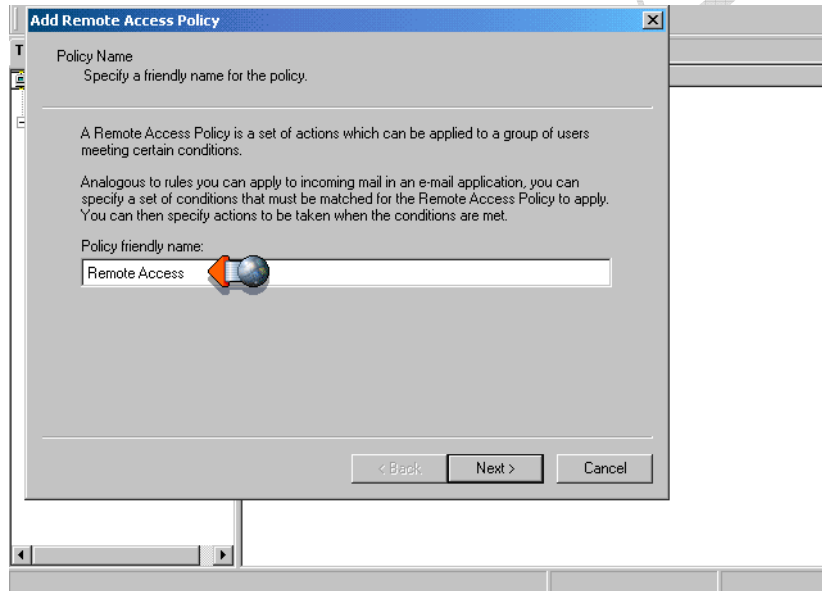 Add Remote Access Policy
T
Policy Name
Specify a friendly name for the policy.
A Remote Access Policy is a set of actions which can be applied to a group of users
meeting certain conditions.
Analogous to rules you can apply to incoming mail in an e-mail application, you can
specify a set of conditions that must be matched for the Remote Access Policy to apply.
You can then specify actions to be taken when the conditions are met.
Policy friendly name:
Remote Access
< Back Next > Cancel